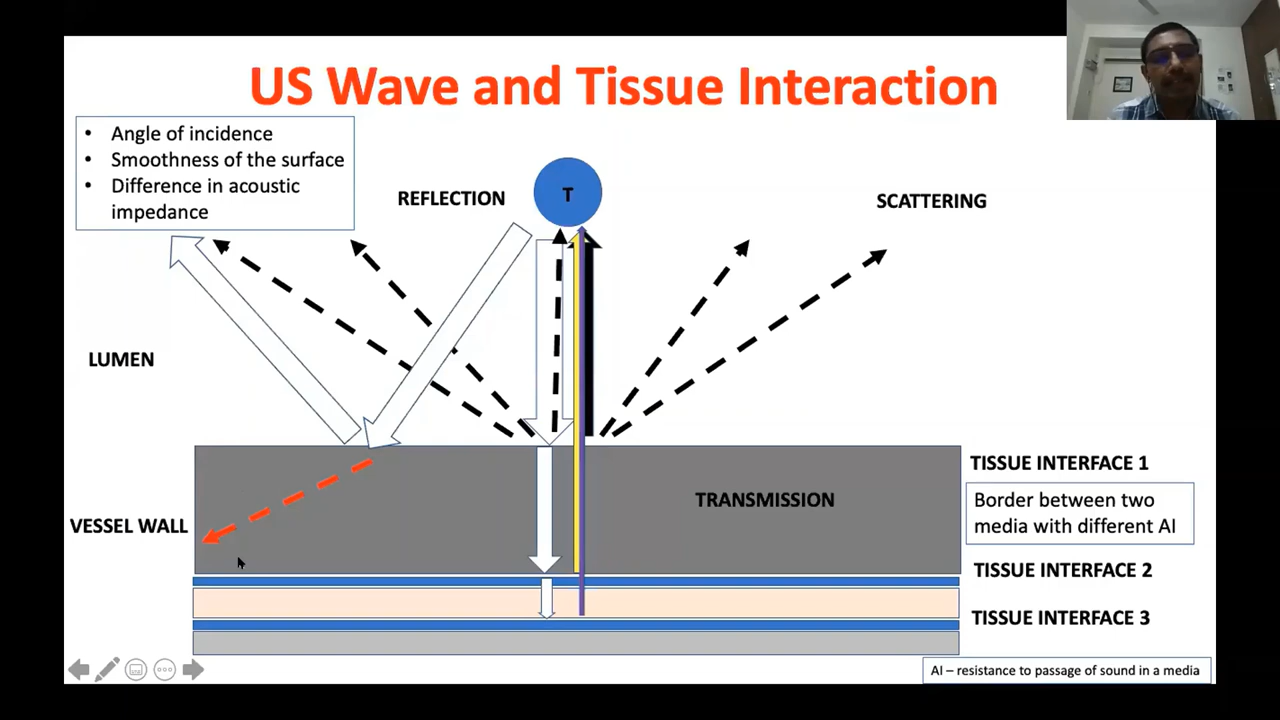 US Wave and Tissue Interaction
• Angle of incidence
• Smoothness of the surface
• Difference in acoustic
impedance
REFLECTION
T
SCATTERING
LUMEN
TISSUE INTERFACE 1
TRANSMISSION
Border between two
media with different AI
VESSEL WALL
TISSUE INTERFACE 2
TISSUE INTERFACE 3
AI – resistance to passage of sound in a media